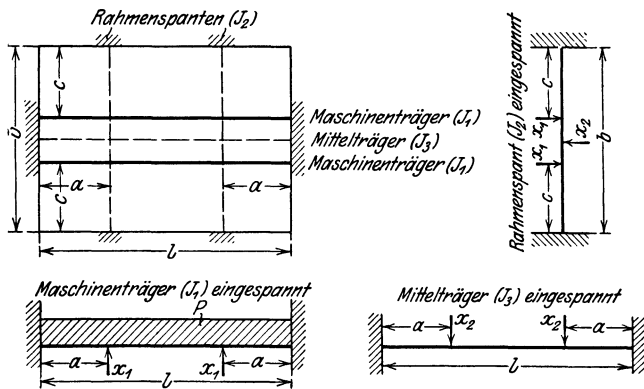 Rahmenspanten (J₂)
c
b
c
a
a
l
Maschinenträger (J₁)
Mittelträger (J₃)
Maschinenträger (J₁)
Rahmenspant (J₂) eingespannt
c
x₁
x₂
x₁
c
b
Maschinenträger (J₁) eingespannt
P
a
x₁
x₁
a
l
Mittelträger (J₃) eingespannt
a
x₂
x₂
a
l